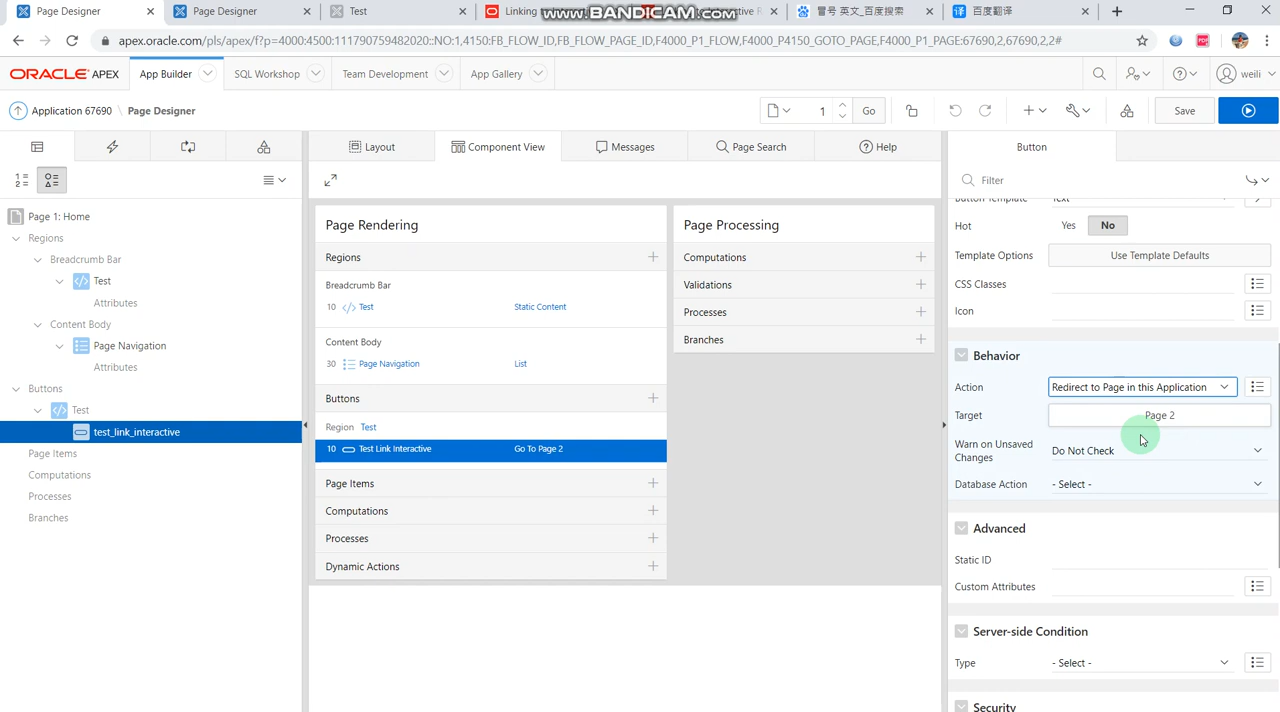 Page Designer
Page Designer
Test
Linking
www.BANDICAM.com
冒号 英文_百度搜索
百度翻译
apex.oracle.com/pls/apex/f?p=4000:4500:111790759482020::NO:1,4150:FB_FLOW_ID,FB_FLOW_PAGE_ID,F4000_P1_FLOW,F4000_P4150_GOTO_PAGE,F4000_P1_PAGE:67690,2,67690,2,2#
ORACLE APEX
App Builder
SQL Workshop
Team Development
App Gallery
weili
Application 67690 \ Page Designer
1
Go
Save
Layout
Component View
Messages
Page Search
Help
Button
Filter
Page 1: Home
Regions
Breadcrumb Bar
Test
Attributes
Content Body
Page Navigation
Attributes
Buttons
Test
test_link_interactive
Page Items
Computations
Processes
Branches
Page Rendering
Regions
Breadcrumb Bar
10 Test Static Content
Content Body
30 Page Navigation List
Buttons
Region Test
10 Test Link Interactive Go To Page 2
Page Items
Computations
Processes
Dynamic Actions
Page Processing
Computations
Validations
Processes
Branches
Button Template Text
Hot Yes No
Template Options Use Template Defaults
CSS Classes
Icon
Behavior
Action Redirect to Page in this Application
Target Page 2
Warn on Unsaved
Changes Do Not Check
Database Action - Select -
Advanced
Static ID
Custom Attributes
Server-side Condition
Type - Select -
Security